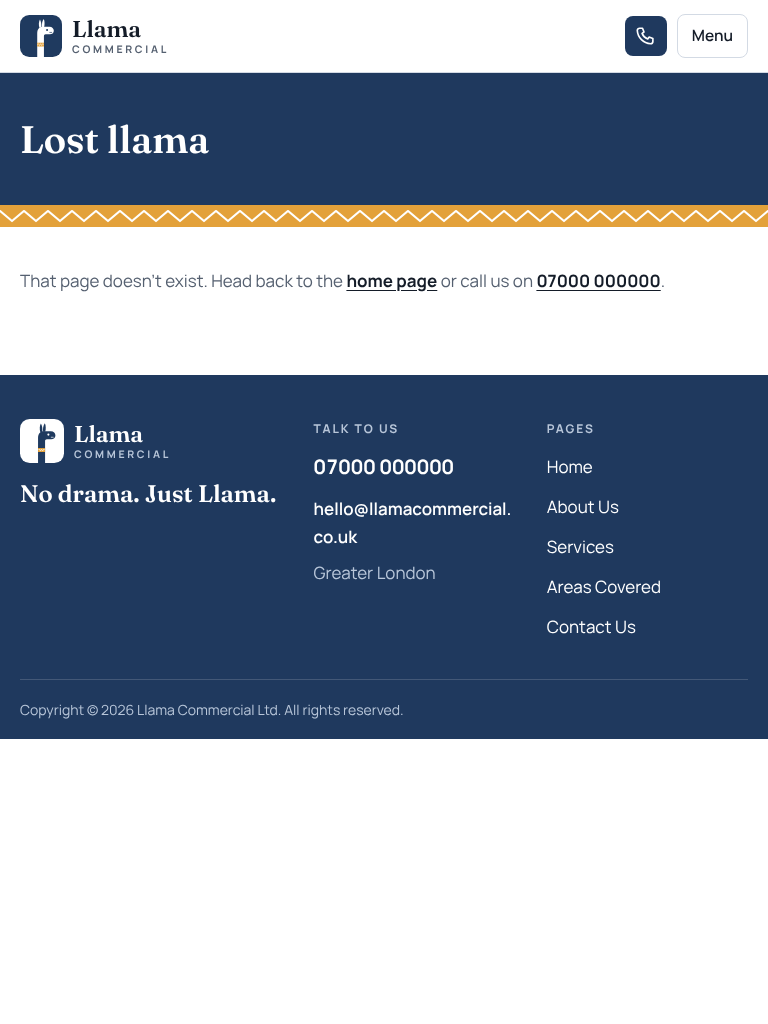 Llama
COMMERCIAL
Menu
Lost llama
That page doesn't exist. Head back to the home page or call us on 07000 000000.
Llama
COMMERCIAL
No drama. Just Llama.
TALK TO US
07000 000000
hello@llamacommercial.
co.uk
Greater London
PAGES
Home
About Us
Services
Areas Covered
Contact Us
Copyright © 2026 Llama Commercial Ltd. All rights reserved.